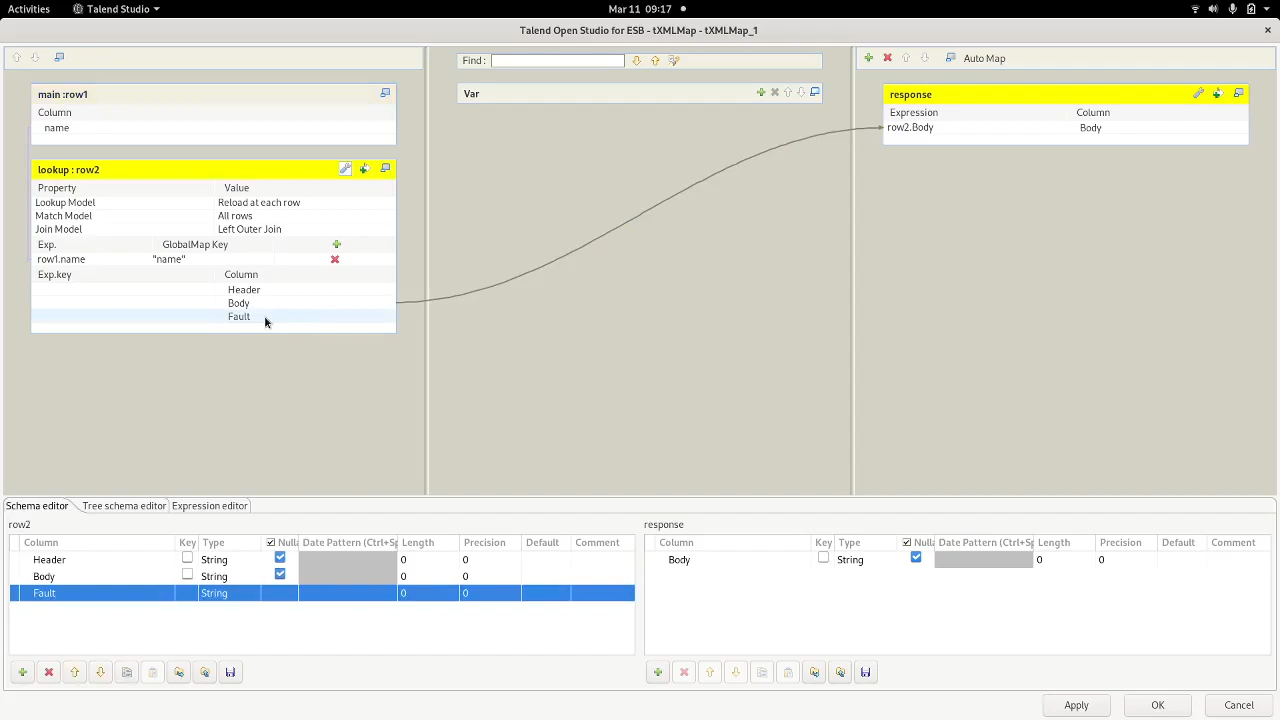 Activities Talend Studio Mar 11 09:17
Talend Open Studio for ESB - tXMLMap - tXMLMap_1 ×
Find : Auto Map
main :row1
Column
name
lookup : row2
Property Value
Lookup Model Reload at each row
Match Model All rows
Join Model Left Outer Join
Exp. GlobalMap Key
row1.name "name"
Exp.key Column
Header
Body
Fault
Var
response
Expression Column
row2.Body Body
Schema editor Tree schema editor Expression editor
row2
Column Key Type Nulla Date Pattern (Ctrl+Sp Length Precision Default Comment
Header String 0 0
Body String 0 0
Fault String 0 0
response
Column Key Type Nulla Date Pattern (Ctrl+Sp Length Precision Default Comment
Body String 0 0
Apply OK Cancel